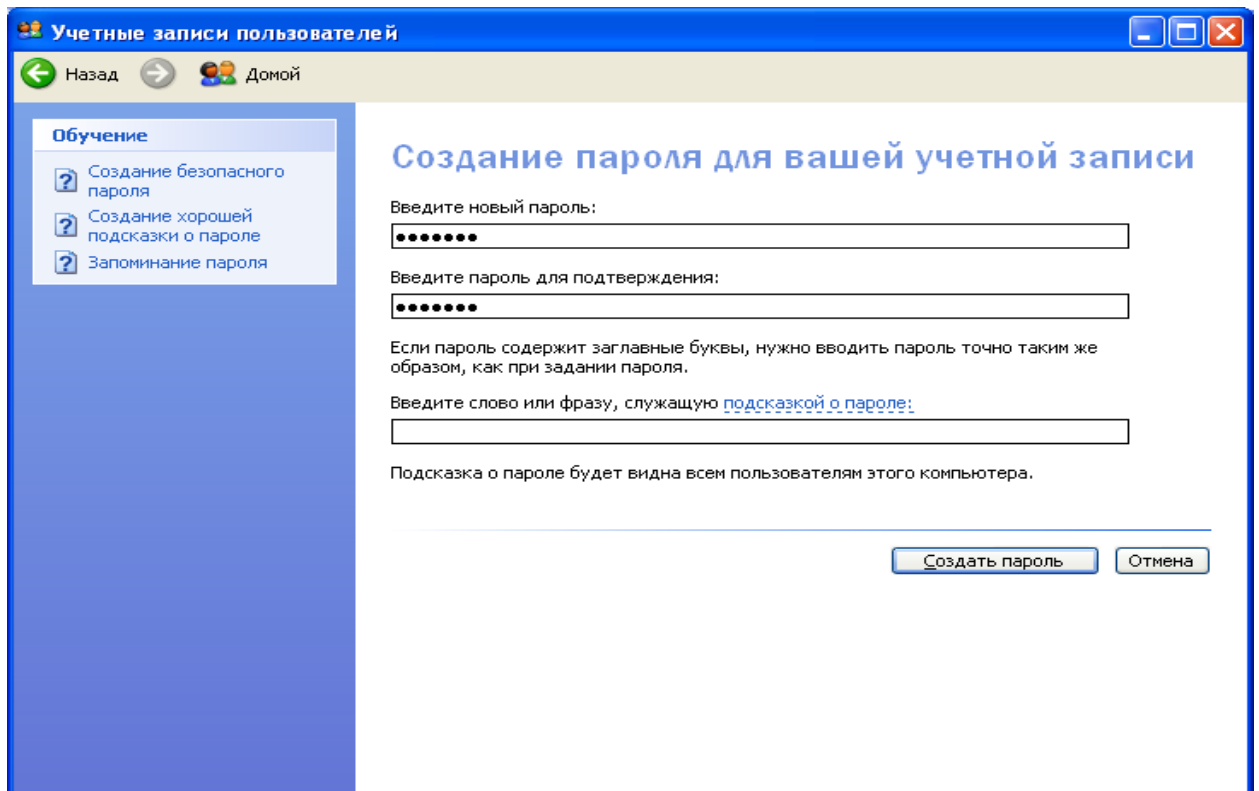 Учетные записи пользователей
Назад Домой
Обучение
Создание безопасного
пароля
Создание хорошей
подсказки о пароле
Запоминание пароля
Создание пароля для вашей учетной записи
Введите новый пароль:
●●●●●●●
Введите пароль для подтверждения:
●●●●●●●
Если пароль содержит заглавные буквы, нужно вводить пароль точно таким же
образом, как при задании пароля.
Введите слово или фразу, служащую подсказкой о пароле:
Подсказка о пароле будет видна всем пользователям этого компьютера.
Создать пароль Отмена